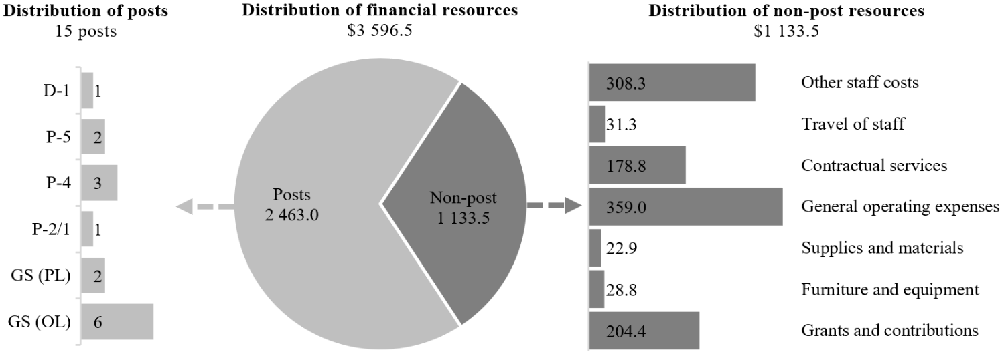 Distribution of posts
15 posts
D-1 1
P-5 2
P-4 3
P-2/1 1
GS (PL) 2
GS (OL) 6
Distribution of financial resources
$3 596.5
Posts
2 463.0
Non-post
1 133.5
Distribution of non-post resources
$1 133.5
308.3 Other staff costs
31.3 Travel of staff
178.8 Contractual services
359.0 General operating expenses
22.9 Supplies and materials
28.8 Furniture and equipment
204.4 Grants and contributions